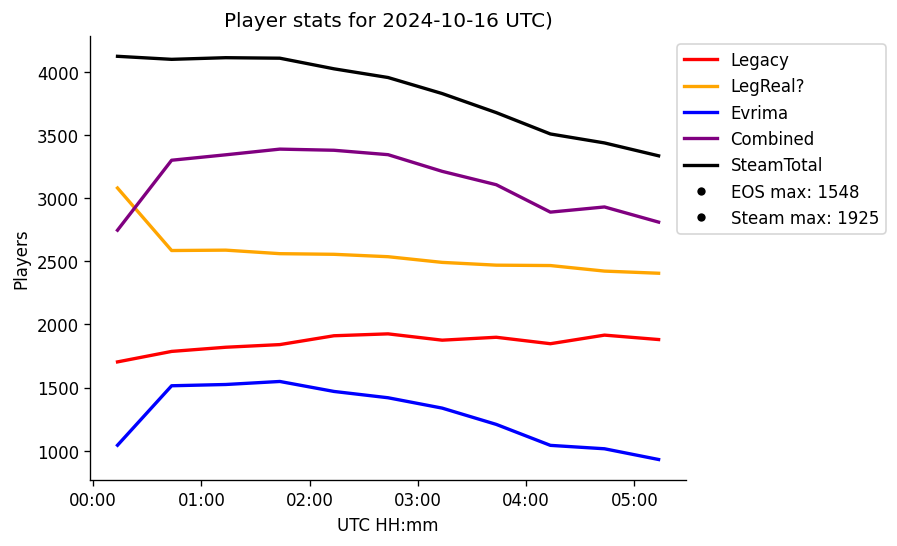 Player stats for 2024-10-16 UTC)
Players
4000
3500
3000
2500
2000
1500
1000
00:00 01:00 02:00 03:00 04:00 05:00
UTC HH:mm
Legacy
LegReal?
Evrima
Combined
SteamTotal
EOS max: 1548
Steam max: 1925